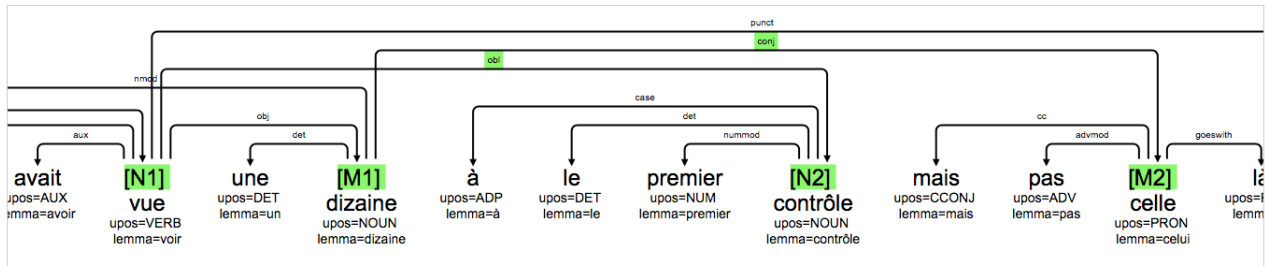 punct
conj
obl
nmod
case
obj det cc
aux det nummod advmod goeswith
avait [N1] une [M1] à le premier [N2] mais pas [M2] là
upos=AUX vue upos=DET dizaine upos=ADP upos=DET upos=NUM contrôle upos=CCONJ upos=ADV celle
lemma=avoir upos=VERB lemma=un upos=NOUN lemma=à lemma=le lemma=premier upos=NOUN lemma=mais lemma=pas upos=PRON
lemma=voir lemma=dizaine lemma=contrôle lemma=celui